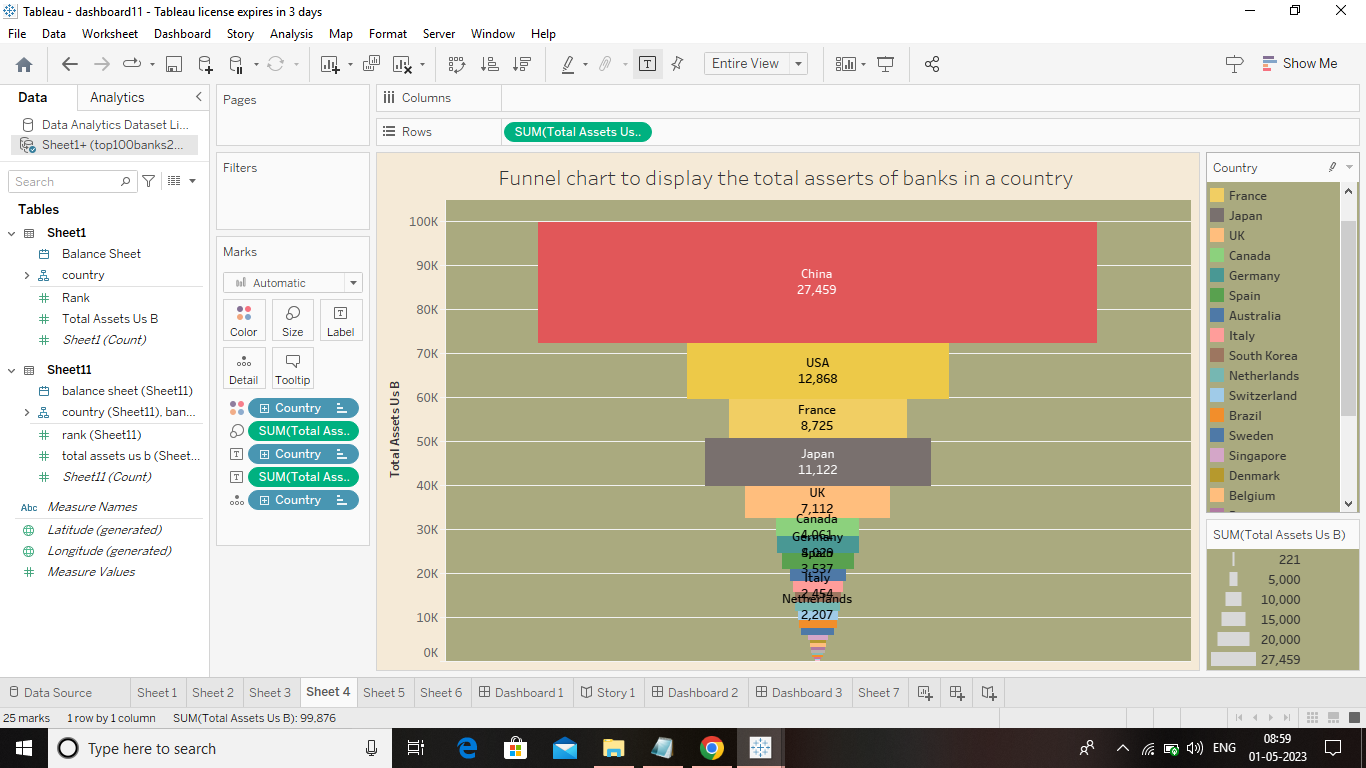 Tableau - dashboard11 - Tableau license expires in 3 days
File Data Worksheet Dashboard Story Analysis Map Format Server Window Help
Entire View
Show Me
Data Analytics
Data Analytics Dataset Li...
Sheet1+ (top100banks2...
Search
Tables
Sheet1
Balance Sheet
country
Rank
Total Assets Us B
Sheet1 (Count)
Sheet11
balance sheet (Sheet11)
country (Sheet11), ban...
rank (Sheet11)
total assets us b (Sheet...
Sheet11 (Count)
Abc Measure Names
Latitude (generated)
Longitude (generated)
Measure Values
Pages
Filters
Marks
Automatic
Color Size Label
Detail Tooltip
Country
SUM(Total Ass..
Country
SUM(Total Ass..
Country
Columns
Rows SUM(Total Assets Us..
Funnel chart to display the total asserts of banks in a country
Total Assets Us B
100K
90K
80K
70K
60K
50K
40K
30K
20K
10K
0K
China
27,459
USA
12,868
France
8,725
Japan
11,122
UK
7,112
Canada
4,061
Germany
4,029
Spain
3,537
Italy
2,454
Netherlands
2,207
Country
France
Japan
UK
Canada
Germany
Spain
Australia
Italy
South Korea
Netherlands
Switzerland
Brazil
Sweden
Singapore
Denmark
Belgium
SUM(Total Assets Us B)
221
5,000
10,000
15,000
20,000
27,459
Data Source Sheet 1 Sheet 2 Sheet 3 Sheet 4 Sheet 5 Sheet 6 Dashboard 1 Story 1 Dashboard 2 Dashboard 3 Sheet 7
25 marks 1 row by 1 column SUM(Total Assets Us B): 99,876
Type here to search
ENG
08:59
01-05-2023